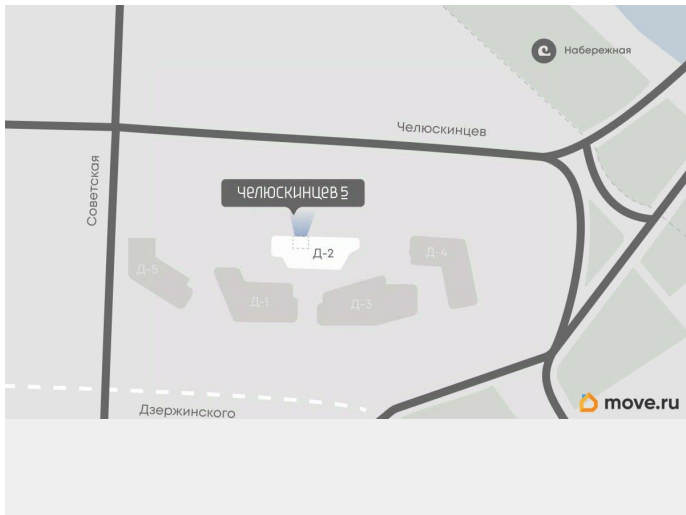 Набережная
Челюскинцев
Советская
ЧЕЛЮСКИНЦЕВ 5
Д-2
Д-4
Д-5
Д-1
Д-3
Дзержинского
move.ru